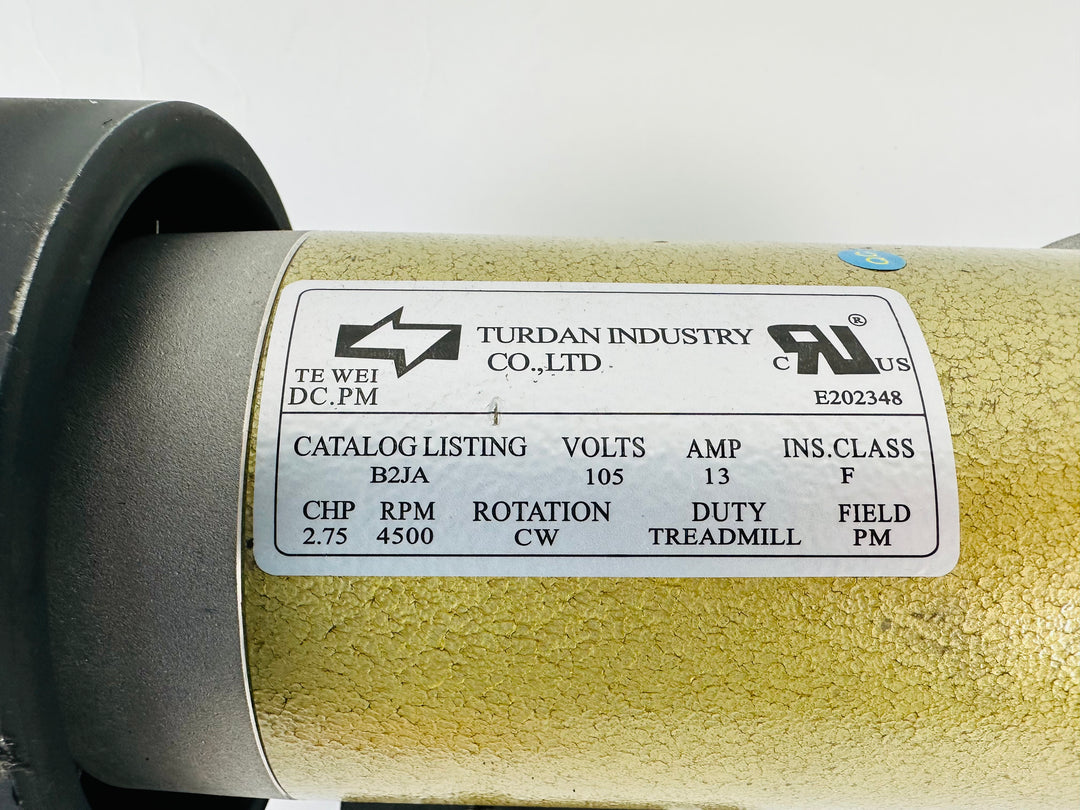 TURDAN INDUSTRY
CO.,LTD
TE WEI
DC.PM
®
C RU US
E202348
CATALOG LISTING VOLTS AMP INS.CLASS
B2JA 105 13 F
CHP RPM ROTATION DUTY FIELD
2.75 4500 CW TREADMILL PM